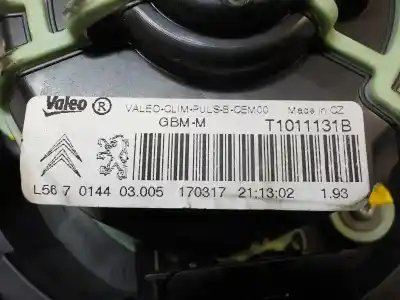 Valeo ® VALEO-CLIM-PULS-B-CEM00 Made in CZ
GBM-M T1011131B
L56 7 0144 03.005 170317 21:13:02 1.93